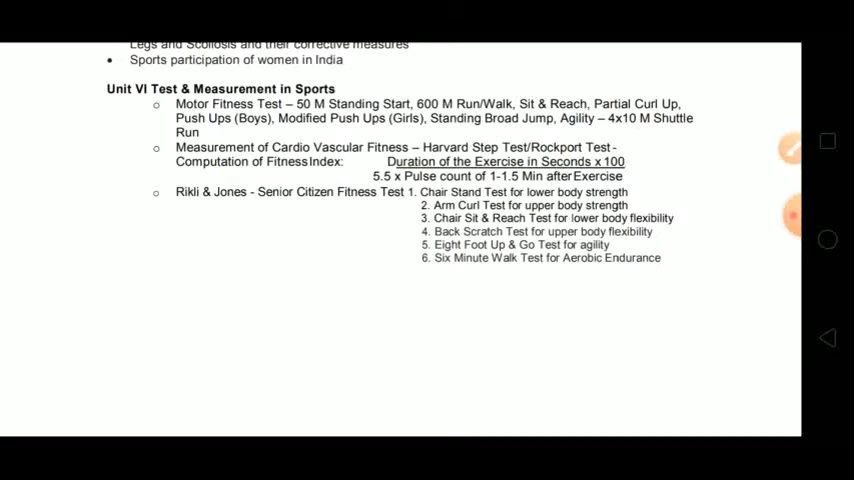 Legs and Scoliosis and their corrective measures
• Sports participation of women in India
Unit VI Test & Measurement in Sports
o Motor Fitness Test – 50 M Standing Start, 600 M Run/Walk, Sit & Reach, Partial Curl Up,
Push Ups (Boys), Modified Push Ups (Girls), Standing Broad Jump, Agility – 4x10 M Shuttle
Run
o Measurement of Cardio Vascular Fitness – Harvard Step Test/Rockport Test -
Computation of Fitness Index: Duration of the Exercise in Seconds x 100
5.5 x Pulse count of 1-1.5 Min after Exercise
o Rikli & Jones - Senior Citizen Fitness Test 1. Chair Stand Test for lower body strength
2. Arm Curl Test for upper body strength
3. Chair Sit & Reach Test for lower body flexibility
4. Back Scratch Test for upper body flexibility
5. Eight Foot Up & Go Test for agility
6. Six Minute Walk Test for Aerobic Endurance